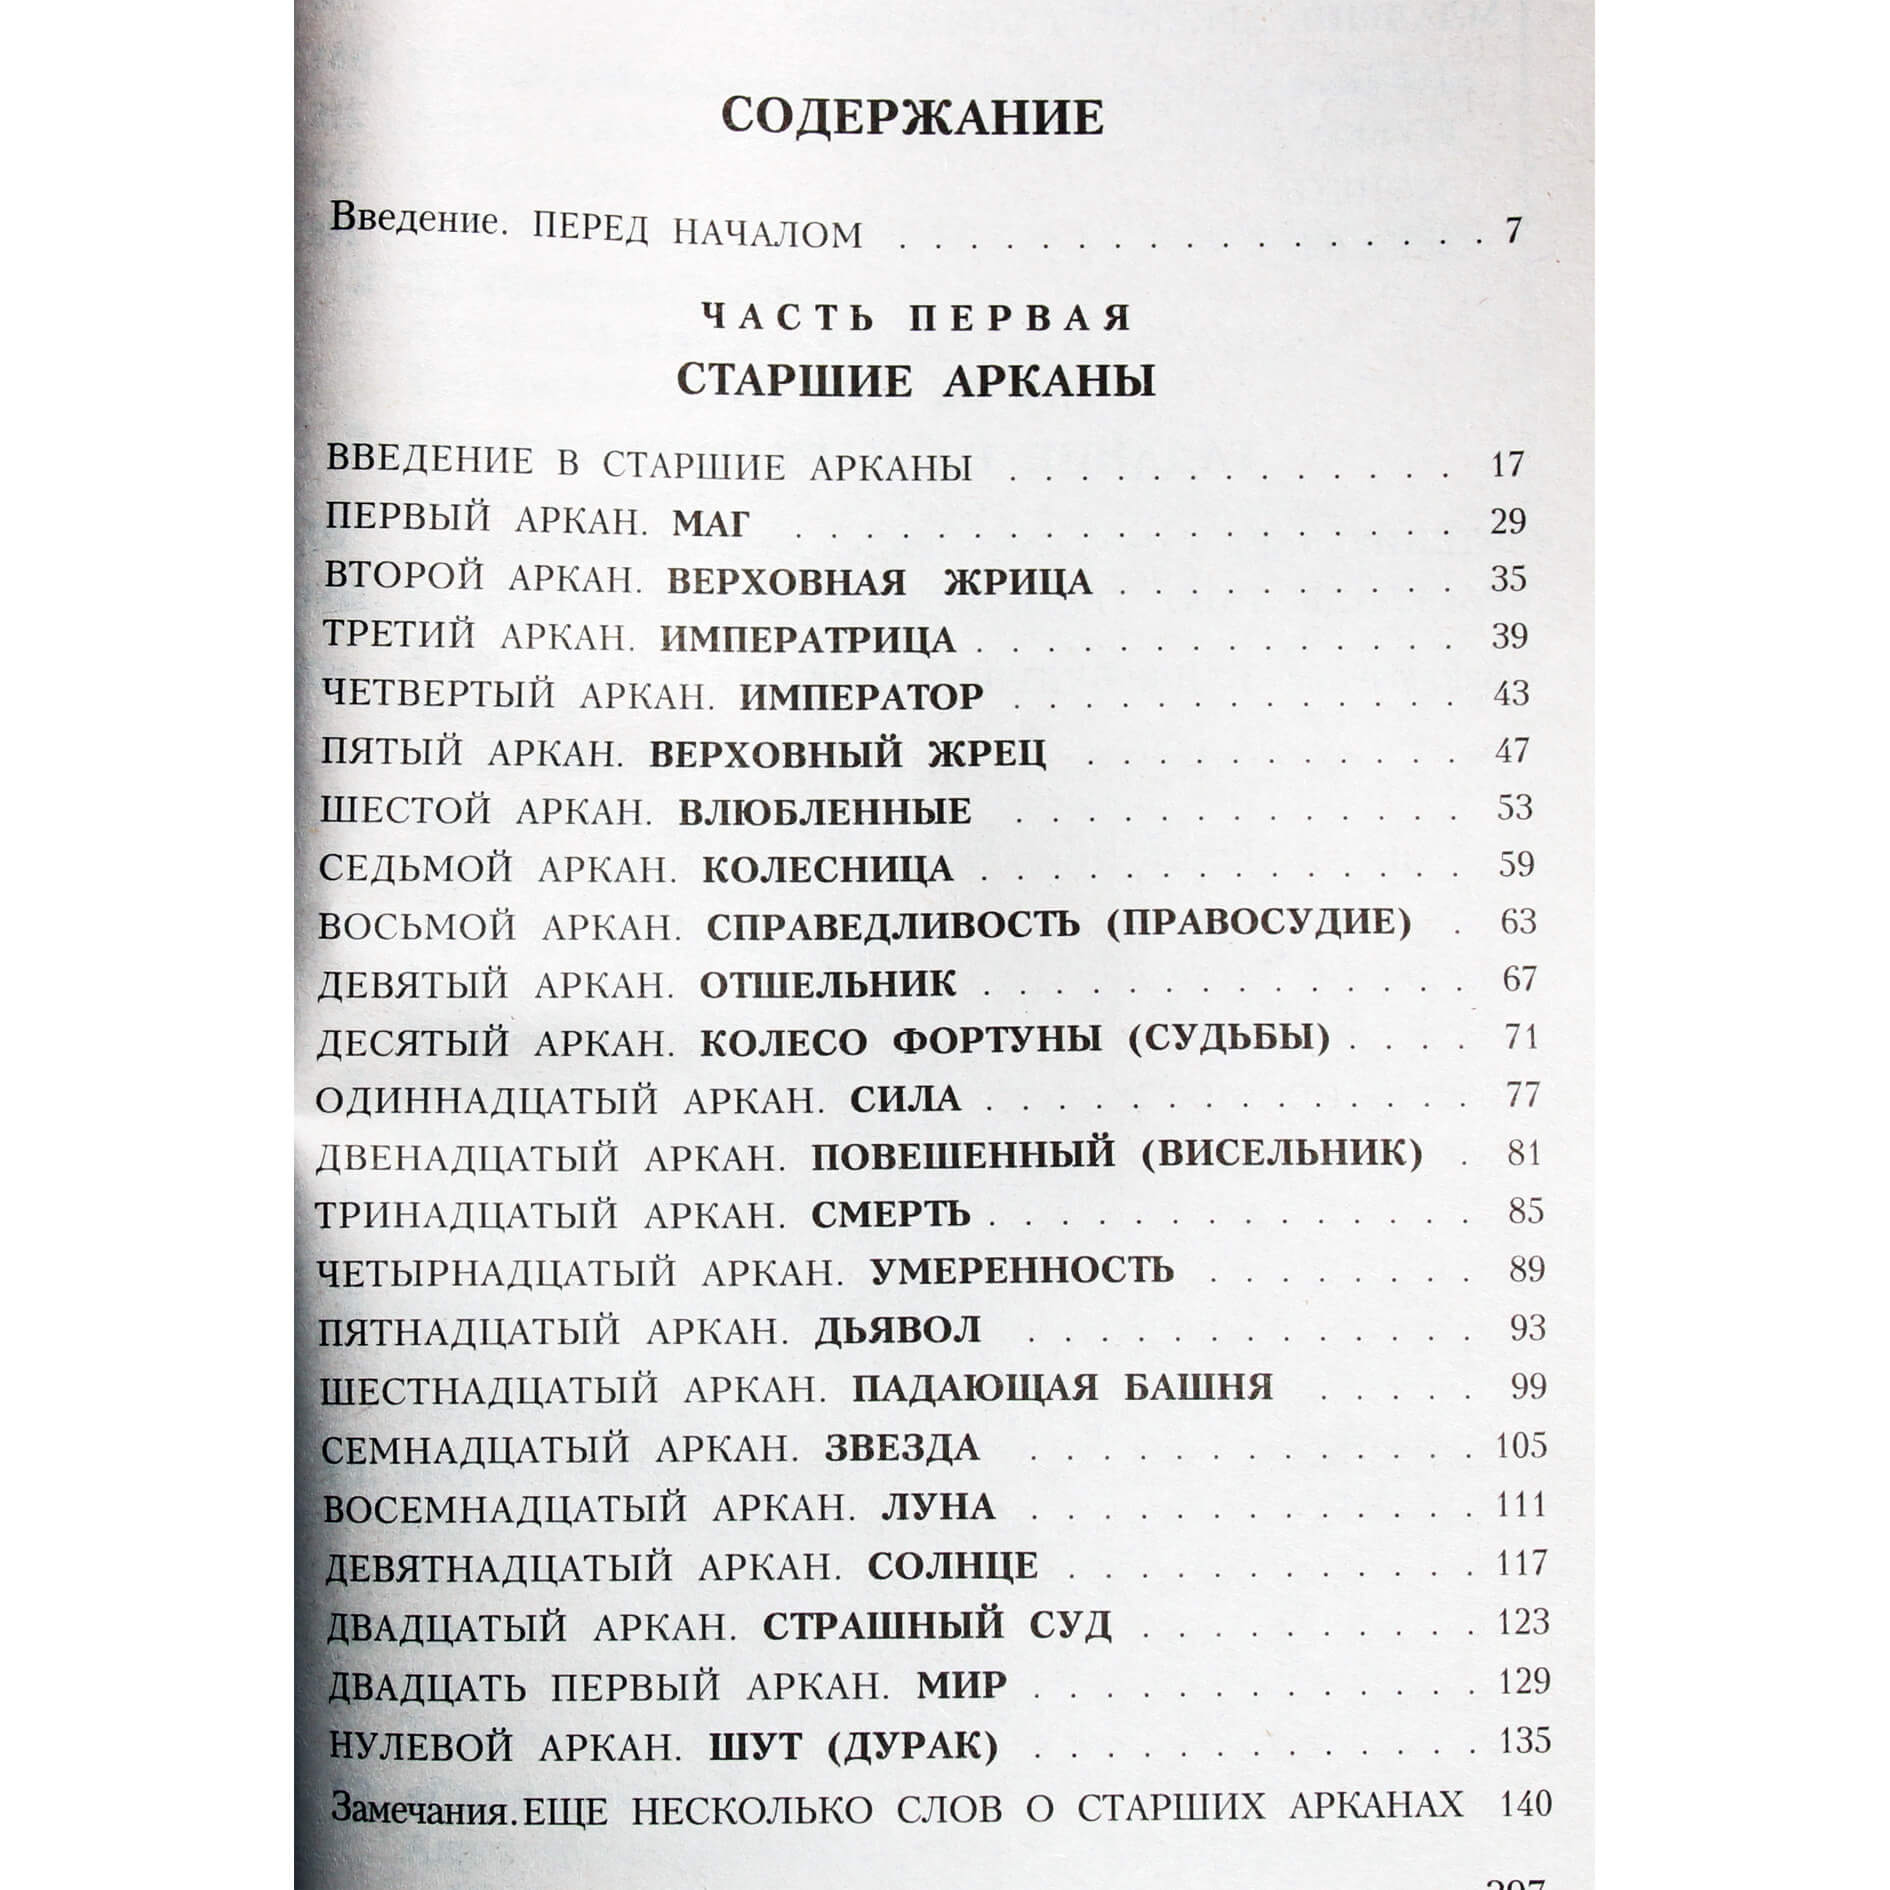 СОДЕРЖАНИЕ
Введение. ПЕРЕД НАЧАЛОМ . . . . . . . . . . . . . . . . . 7
ЧАСТЬ ПЕРВАЯ
СТАРШИЕ АРКАНЫ
ВВЕДЕНИЕ В СТАРШИЕ АРКАНЫ . . . . . . . . . . . . . 17
ПЕРВЫЙ АРКАН. МАГ . . . . . . . . . . . . . . . . . . . 29
ВТОРОЙ АРКАН. ВЕРХОВНАЯ ЖРИЦА . . . . . . . . . . 35
ТРЕТИЙ АРКАН. ИМПЕРАТРИЦА . . . . . . . . . . . . . . 39
ЧЕТВЕРТЫЙ АРКАН. ИМПЕРАТОР . . . . . . . . . . . . . 43
ПЯТЫЙ АРКАН. ВЕРХОВНЫЙ ЖРЕЦ . . . . . . . . . . . 47
ШЕСТОЙ АРКАН. ВЛЮБЛЕННЫЕ . . . . . . . . . . . . . 53
СЕДЬМОЙ АРКАН. КОЛЕСНИЦА . . . . . . . . . . . . . . 59
ВОСЬМОЙ АРКАН. СПРАВЕДЛИВОСТЬ (ПРАВОСУДИЕ) . 63
ДЕВЯТЫЙ АРКАН. ОТШЕЛЬНИК . . . . . . . . . . . . . . 67
ДЕСЯТЫЙ АРКАН. КОЛЕСО ФОРТУНЫ (СУДЬБЫ) . . . . 71
ОДИННАДЦАТЫЙ АРКАН. СИЛА . . . . . . . . . . . . . . 77
ДВЕНАДЦАТЫЙ АРКАН. ПОВЕШЕННЫЙ (ВИСЕЛЬНИК) . 81
ТРИНАДЦАТЫЙ АРКАН. СМЕРТЬ . . . . . . . . . . . . . . 85
ЧЕТЫРНАДЦАТЫЙ АРКАН. УМЕРЕННОСТЬ . . . . . . . . 89
ПЯТНАДЦАТЫЙ АРКАН. ДЬЯВОЛ . . . . . . . . . . . . . 93
ШЕСТНАДЦАТЫЙ АРКАН. ПАДАЮЩАЯ БАШНЯ . . . . . 99
СЕМНАДЦАТЫЙ АРКАН. ЗВЕЗДА . . . . . . . . . . . . . 105
ВОСЕМНАДЦАТЫЙ АРКАН. ЛУНА . . . . . . . . . . . . . 111
ДЕВЯТНАДЦАТЫЙ АРКАН. СОЛНЦЕ . . . . . . . . . . . . 117
ДВАДЦАТЫЙ АРКАН. СТРАШНЫЙ СУД . . . . . . . . . . 123
ДВАДЦАТЬ ПЕРВЫЙ АРКАН. МИР . . . . . . . . . . . . . 129
НУЛЕВОЙ АРКАН. ШУТ (ДУРАК) . . . . . . . . . . . . . 135
Замечания. ЕЩЕ НЕСКОЛЬКО СЛОВ О СТАРШИХ АРКАНАХ 140